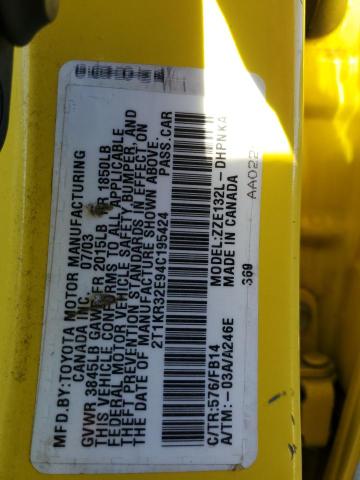 MFD.BY:TOYOTA MOTOR MANUFACTURING
CANADA INC. 07/03
GVWR 3845LB GAWR FR 2015LB RR 1850LB
THIS VEHICLE CONFORMS TO ALL APPLICABLE
FEDERAL MOTOR VEHICLE SAFETY, BUMPER, AND
THEFT PREVENTION STANDARDS IN EFFECT ON
THE DATE OF MANUFACTURE SHOWN ABOVE.
2T1KR32E94C195424 PASS.CAR
C/TR:576/FB14 MODEL:ZZE132L-DHPNKA
A/TM:-03A/A246E MADE IN CANADA
369 AA022